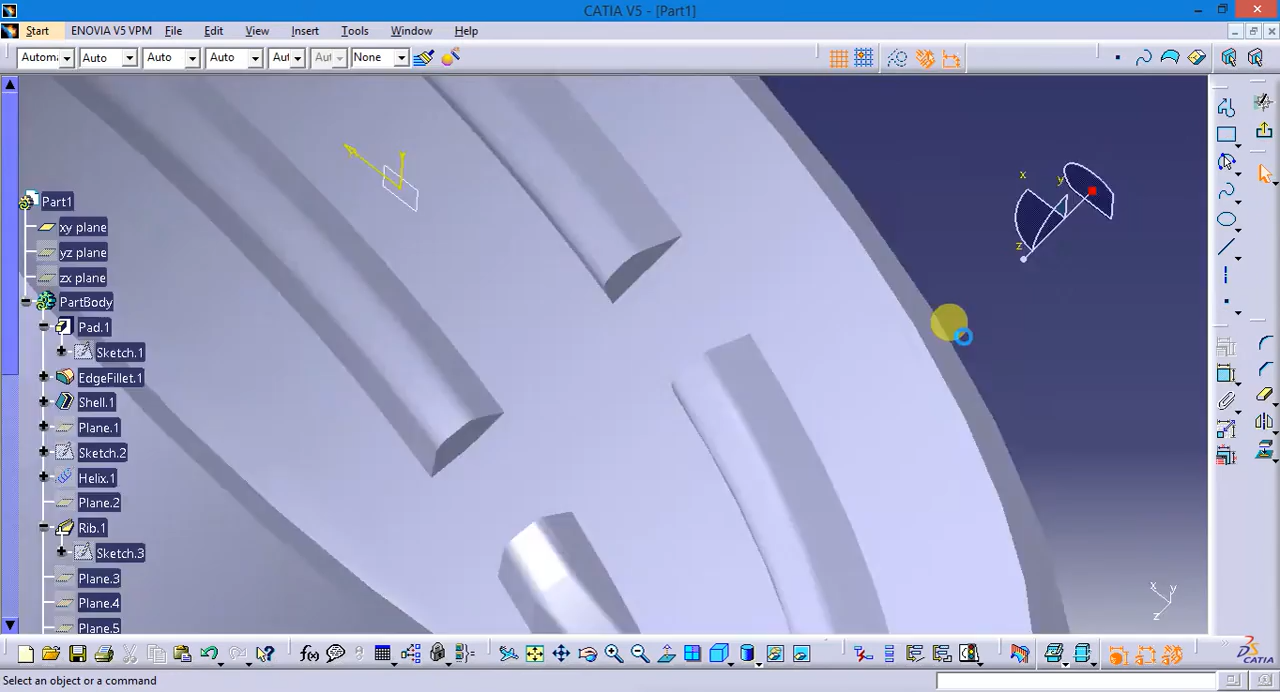 CATIA V5 - [Part1]
Start ENOVIA V5 VPM File Edit View Insert Tools Window Help
Automa Auto Auto Auto Aut Aut None
x
y
z
Part1
xy plane
yz plane
zx plane
PartBody
Pad.1
Sketch.1
EdgeFillet.1
Shell.1
Plane.1
Sketch.2
Helix.1
Plane.2
Rib.1
Sketch.3
Plane.3
Plane.4
Plane.5
x y
z
f(x)
CATIA
Select an object or a command